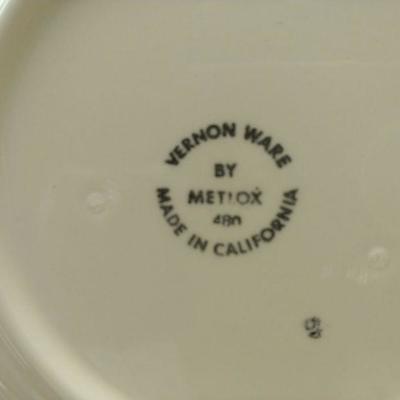 VERNON WARE
BY
METLOX
480
MADE IN CALIFORNIA